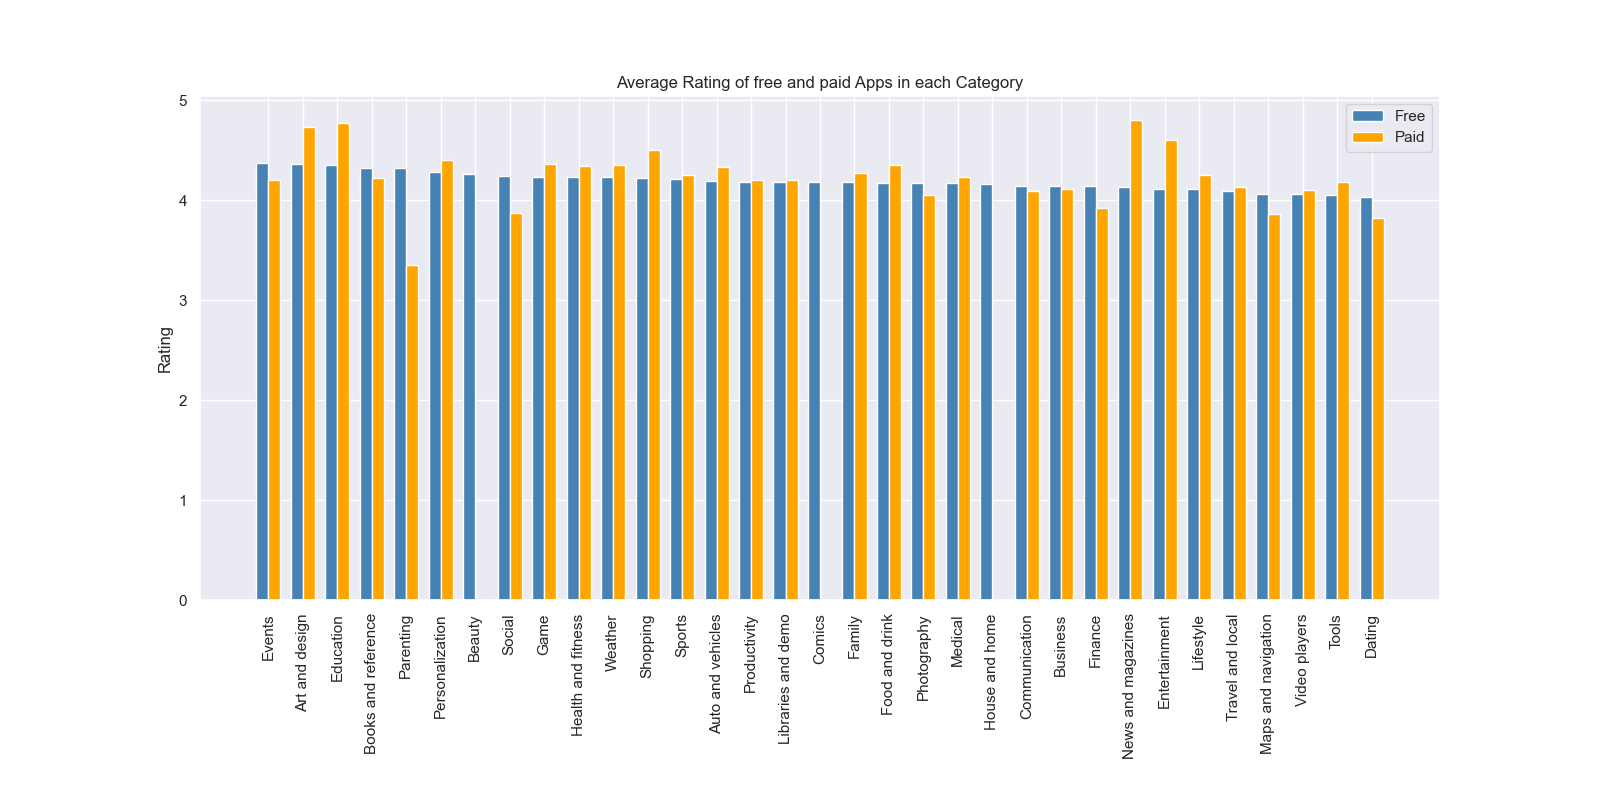 Average Rating of free and paid Apps in each Category
Free
Paid
Rating
5
4
3
2
1
0
Events
Art and design
Education
Books and reference
Parenting
Personalization
Beauty
Social
Game
Health and fitness
Weather
Shopping
Sports
Auto and vehicles
Productivity
Libraries and demo
Comics
Family
Food and drink
Photography
Medical
House and home
Communication
Business
Finance
News and magazines
Entertainment
Lifestyle
Travel and local
Maps and navigation
Video players
Tools
Dating